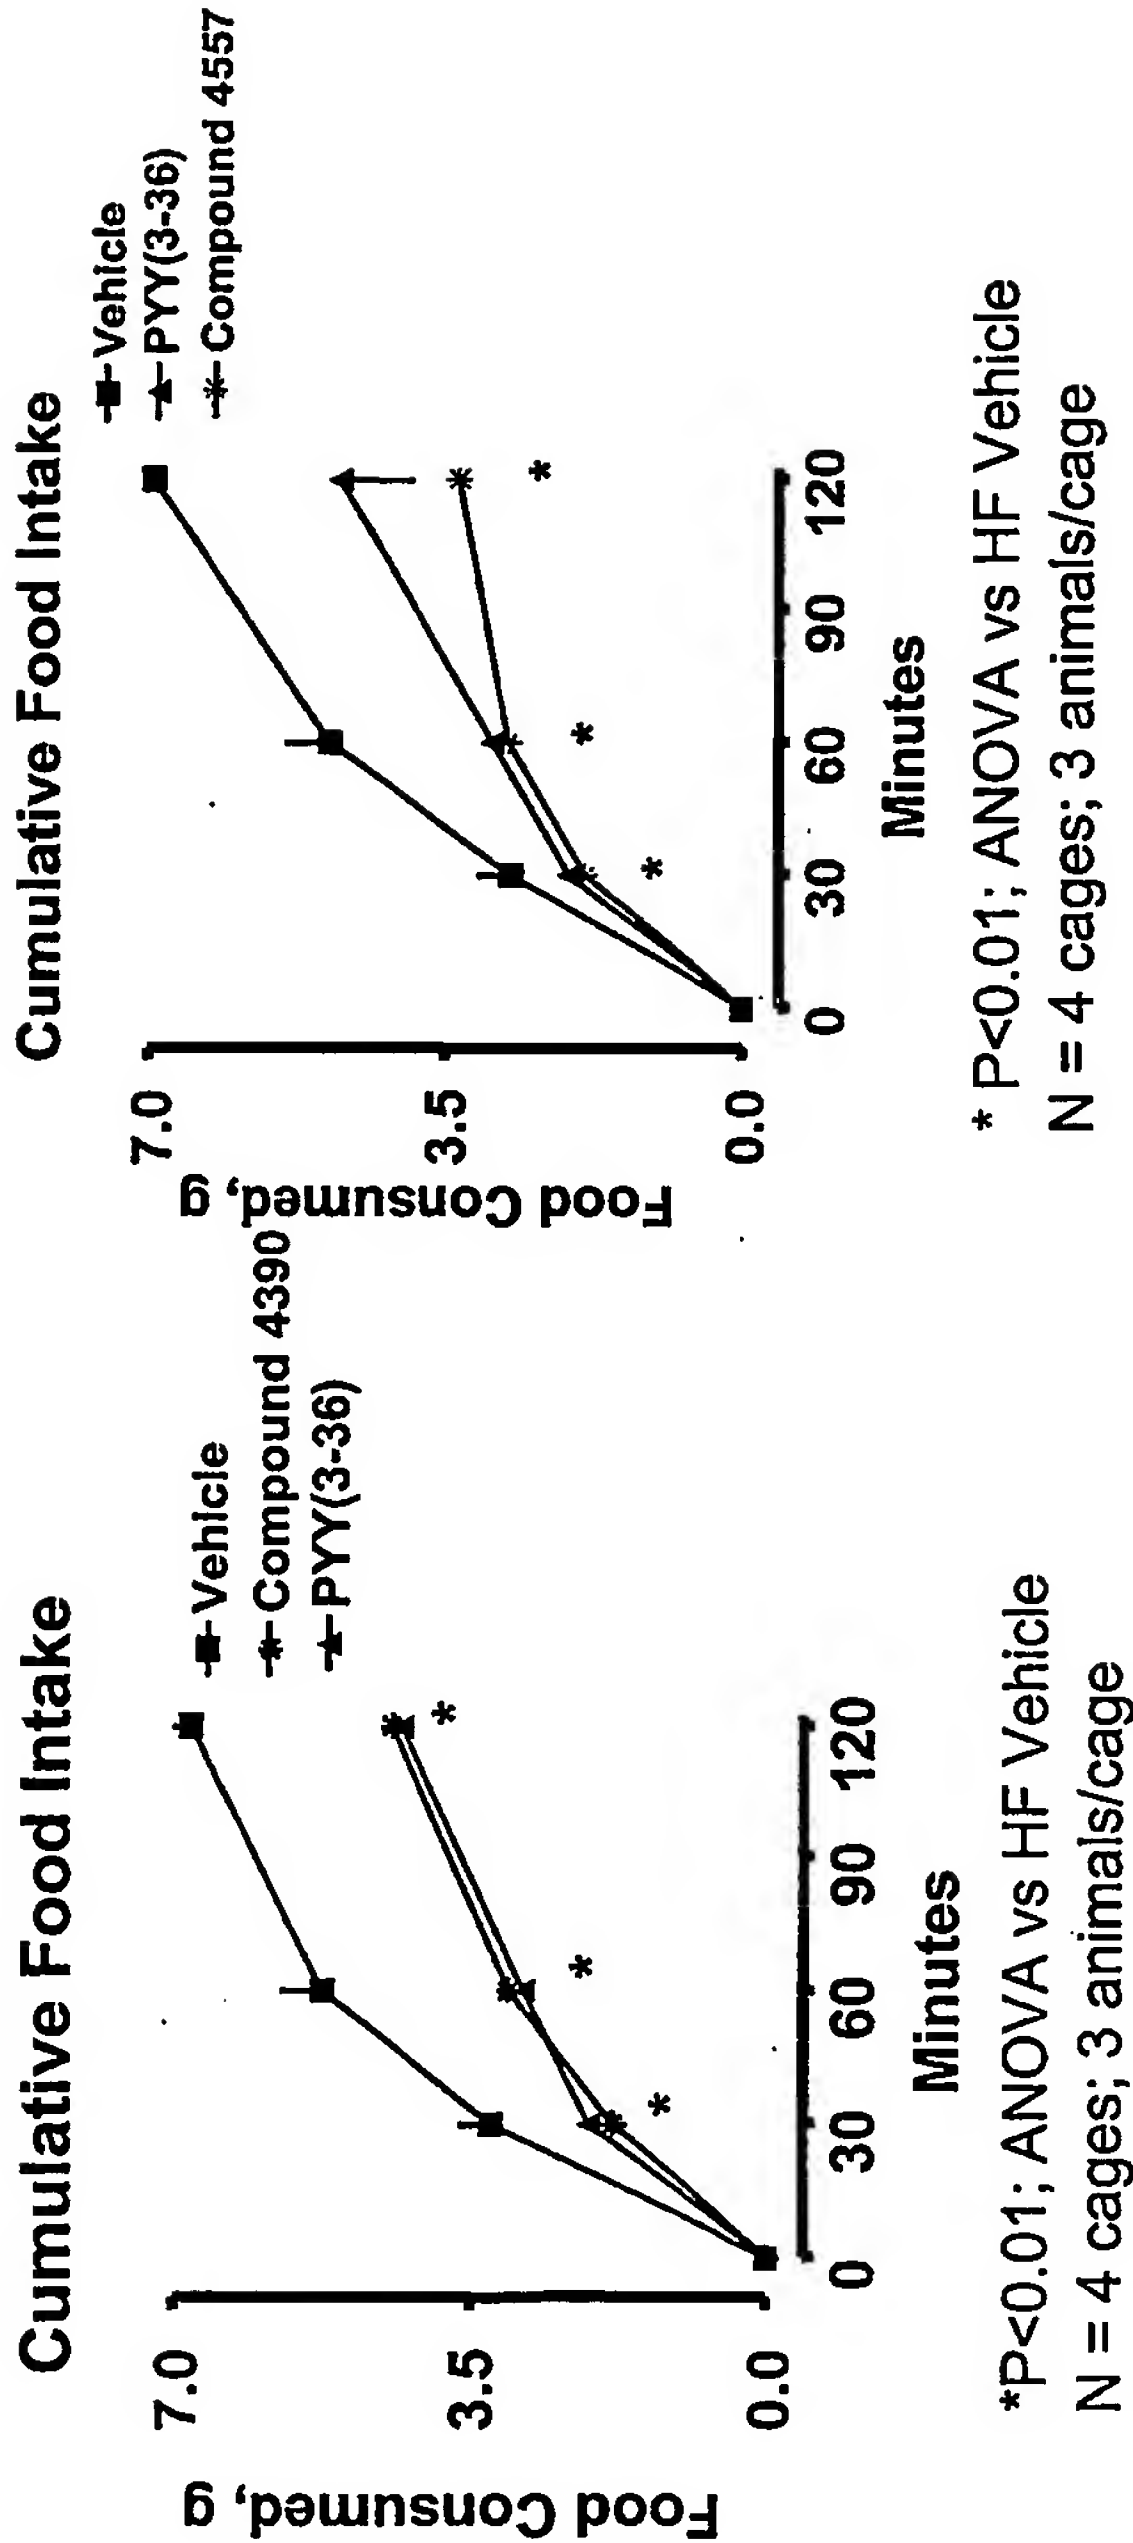 Cumulative Food Intake
Vehicle
Compound 4390
PYY(3-36)
Food Consumed, g
7.0
3.5
0.0
0
30
60
90
120
*
*
*
Minutes
*P<0.01; ANOVA vs HF Vehicle
N = 4 cages; 3 animals/cage
Cumulative Food Intake
Vehicle
PYY(3-36)
Compound 4557
Food Consumed, g
7.0
3.5
0.0
0
30
60
90
120
*
*
*
Minutes
* P<0.01; ANOVA vs HF Vehicle
N = 4 cages; 3 animals/cage